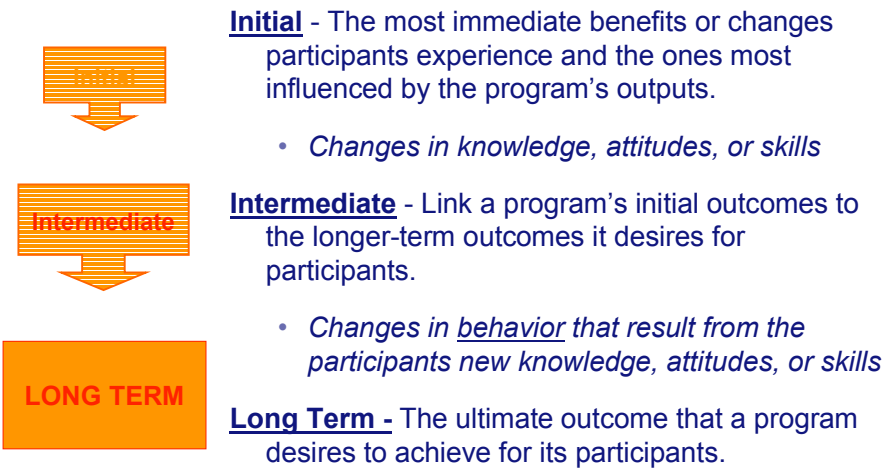 Initial - The most immediate benefits or changes
participants experience and the ones most
influenced by the program's outputs.
• Changes in knowledge, attitudes, or skills
Intermediate - Link a program's initial outcomes to
the longer-term outcomes it desires for
participants.
• Changes in behavior that result from the
participants new knowledge, attitudes, or skills
Long Term - The ultimate outcome that a program
desires to achieve for its participants.
Initial
Intermediate
LONG TERM